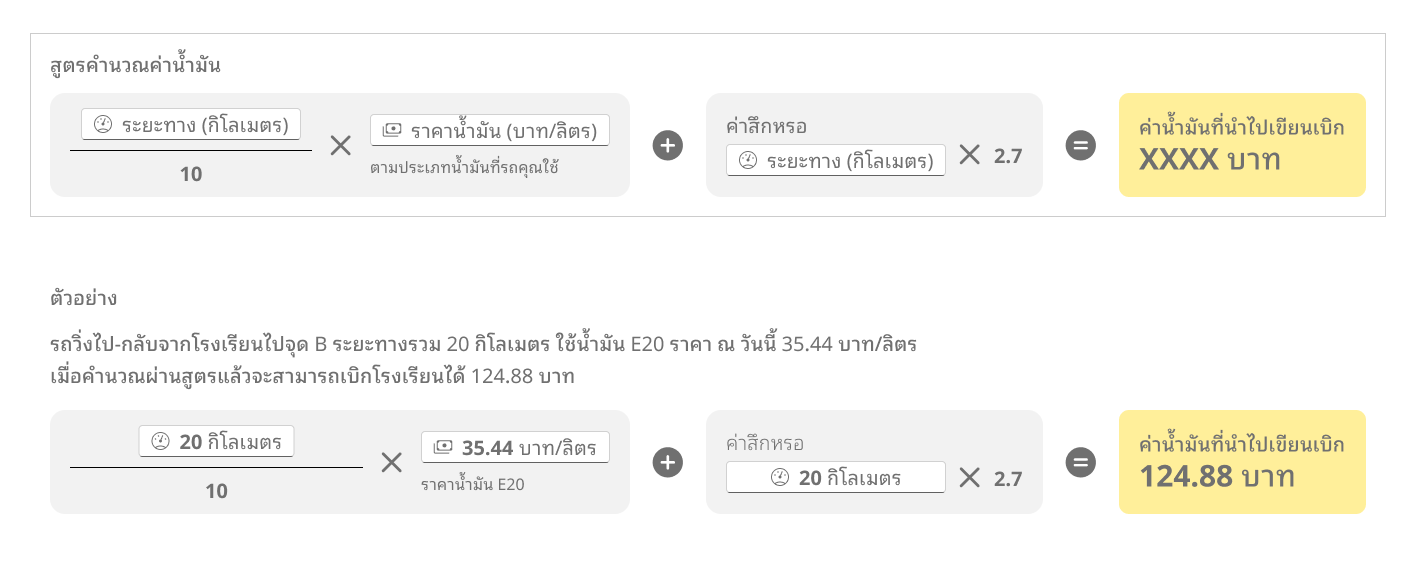 สูตรคำนวณค่าน้ำมัน
ระยะทาง (กิโลเมตร)
10
×
ราคาน้ำมัน (บาท/ลิตร)
ตามประเภทน้ำมันที่รถคุณใช้
+
ค่าสึกหรอ
ระยะทาง (กิโลเมตร) × 2.7
=
ค่าน้ำมันที่นำไปเขียนเบิก
XXXX บาท
ตัวอย่าง
รถวิ่งไป-กลับจากโรงเรียนไปจุด B ระยะทางรวม 20 กิโลเมตร ใช้น้ำมัน E20 ราคา ณ วันนี้ 35.44 บาท/ลิตร
เมื่อคำนวณผ่านสูตรแล้วจะสามารถเบิกโรงเรียนได้ 124.88 บาท
20 กิโลเมตร
10
×
35.44 บาท/ลิตร
ราคาน้ำมัน E20
+
ค่าสึกหรอ
20 กิโลเมตร × 2.7
=
ค่าน้ำมันที่นำไปเขียนเบิก
124.88 บาท